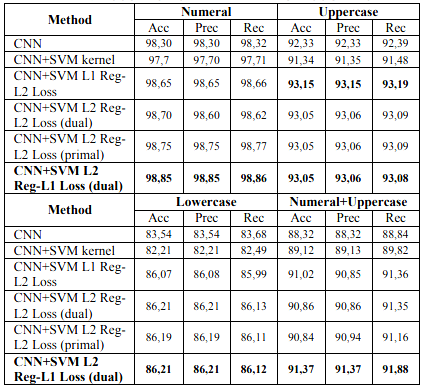 Method Numeral Uppercase
Acc Prec Rec Acc Prec Rec
CNN 98,30 98,30 98,32 92,33 92,33 92,39
CNN+SVM kernel 97,7 97,70 97,71 91,34 91,35 91,48
CNN+SVM L1 Reg-
L2 Loss 98,65 98,65 98,66 93,15 93,15 93,19
CNN+SVM L2 Reg-
L2 Loss (dual) 98,70 98,60 98,62 93,05 93,06 93,09
CNN+SVM L2 Reg-
L2 Loss (primal) 98,75 98,75 98,77 93,05 93,06 93,09
CNN+SVM L2
Reg-L1 Loss (dual) 98,85 98,85 98,86 93,05 93,06 93,08
Method Lowercase Numeral+Uppercase
Acc Prec Rec Acc Prec Rec
CNN 83,54 83,54 83,68 88,32 88,32 88,84
CNN+SVM kernel 82,21 82,21 82,49 89,12 89,13 89,82
CNN+SVM L1 Reg-
L2 Loss 86,07 86,08 85,99 91,02 90,85 91,36
CNN+SVM L2 Reg-
L2 Loss (dual) 86,21 86,21 86,13 90,86 90,86 91,35
CNN+SVM L2 Reg-
L2 Loss (primal) 86,19 86,19 86,11 90,84 90,94 91,16
CNN+SVM L2
Reg-L1 Loss (dual) 86,21 86,21 86,12 91,37 91,37 91,88